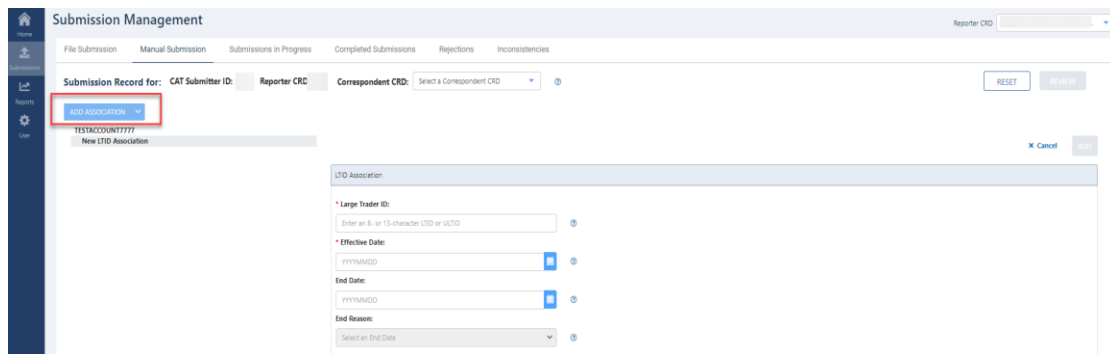 Submission Management
Reporter CRD
Home
Submissions
Reports
User
File Submission Manual Submission Submissions in Progress Completed Submissions Rejections Inconsistencies
Submission Record for: CAT Submitter ID: Reporter CRD Correspondent CRD: Select a Correspondent CRD
RESET REVIEW
ADD ASSOCIATION
TESTACCOUNT7777
New LTID Association
× Cancel ADD
LTID Association
* Large Trader ID:
Enter an 8- or 13-character LTID or ULTID
* Effective Date:
YYYYMMDD
End Date:
YYYYMMDD
End Reason:
Select an End Date